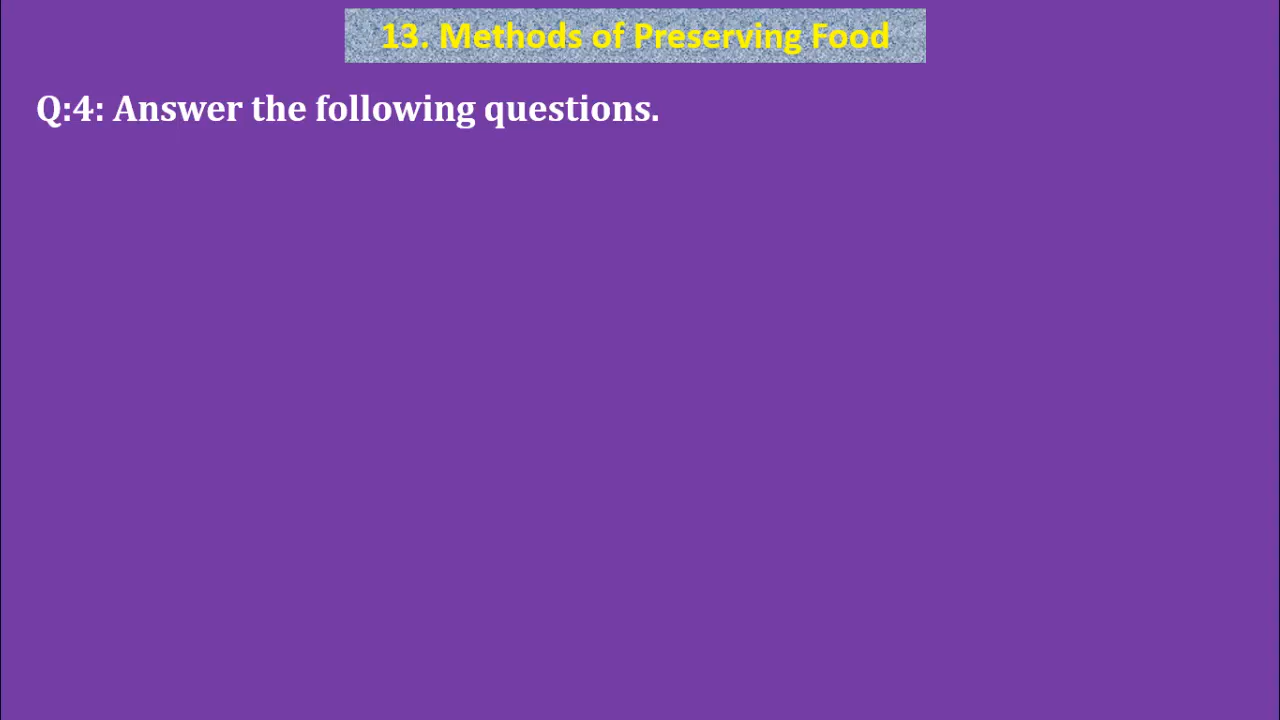 13. Methods of Preserving Food
Q:4: Answer the following questions.